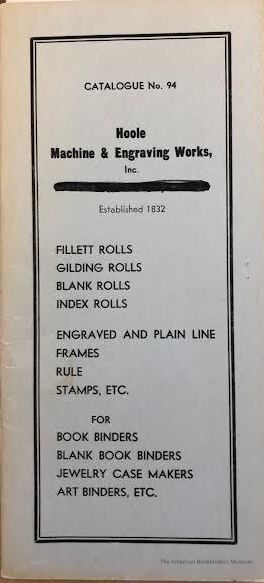 CATALOGUE No. 94
Hoole
Machine & Engraving Works,
Inc.
Established 1832
FILLETT ROLLS
GILDING ROLLS
BLANK ROLLS
INDEX ROLLS
ENGRAVED AND PLAIN LINE
FRAMES
RULE
STAMPS, ETC.
FOR
BOOK BINDERS
BLANK BOOK BINDERS
JEWELRY CASE MAKERS
ART BINDERS, ETC.
The American Bookbinders Museum